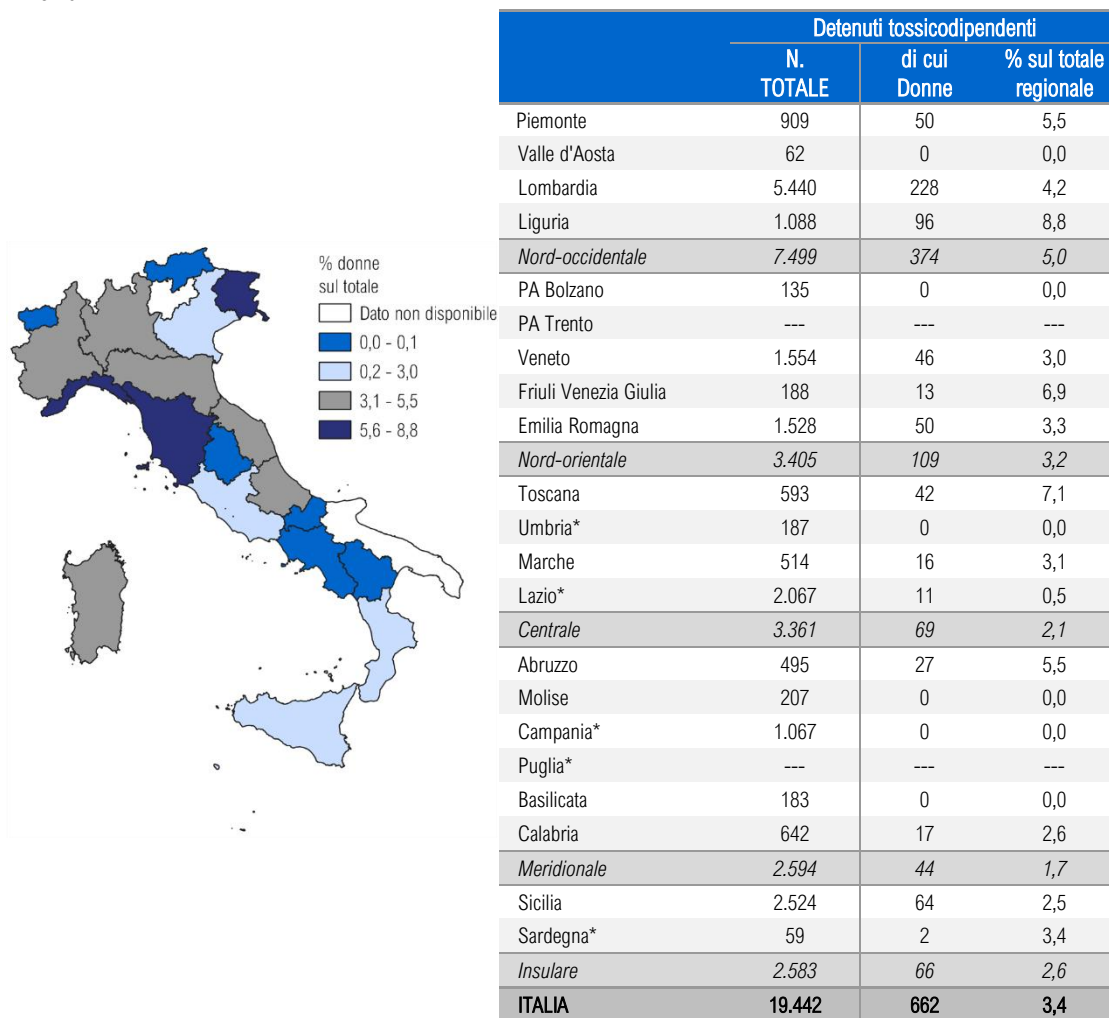 % donne
sul totale
Dato non disponibile
0,0 - 0,1
0,2 - 3,0
3,1 - 5,5
5,6 - 8,8
Detenuti tossicodipendenti
N. TOTALE di cui Donne % sul totale regionale
Piemonte 909 50 5,5
Valle d'Aosta 62 0 0,0
Lombardia 5.440 228 4,2
Liguria 1.088 96 8,8
Nord-occidentale 7.499 374 5,0
PA Bolzano 135 0 0,0
PA Trento --- --- ---
Veneto 1.554 46 3,0
Friuli Venezia Giulia 188 13 6,9
Emilia Romagna 1.528 50 3,3
Nord-orientale 3.405 109 3,2
Toscana 593 42 7,1
Umbria* 187 0 0,0
Marche 514 16 3,1
Lazio* 2.067 11 0,5
Centrale 3.361 69 2,1
Abruzzo 495 27 5,5
Molise 207 0 0,0
Campania* 1.067 0 0,0
Puglia* --- --- ---
Basilicata 183 0 0,0
Calabria 642 17 2,6
Meridionale 2.594 44 1,7
Sicilia 2.524 64 2,5
Sardegna* 59 2 3,4
Insulare 2.583 66 2,6
ITALIA 19.442 662 3,4